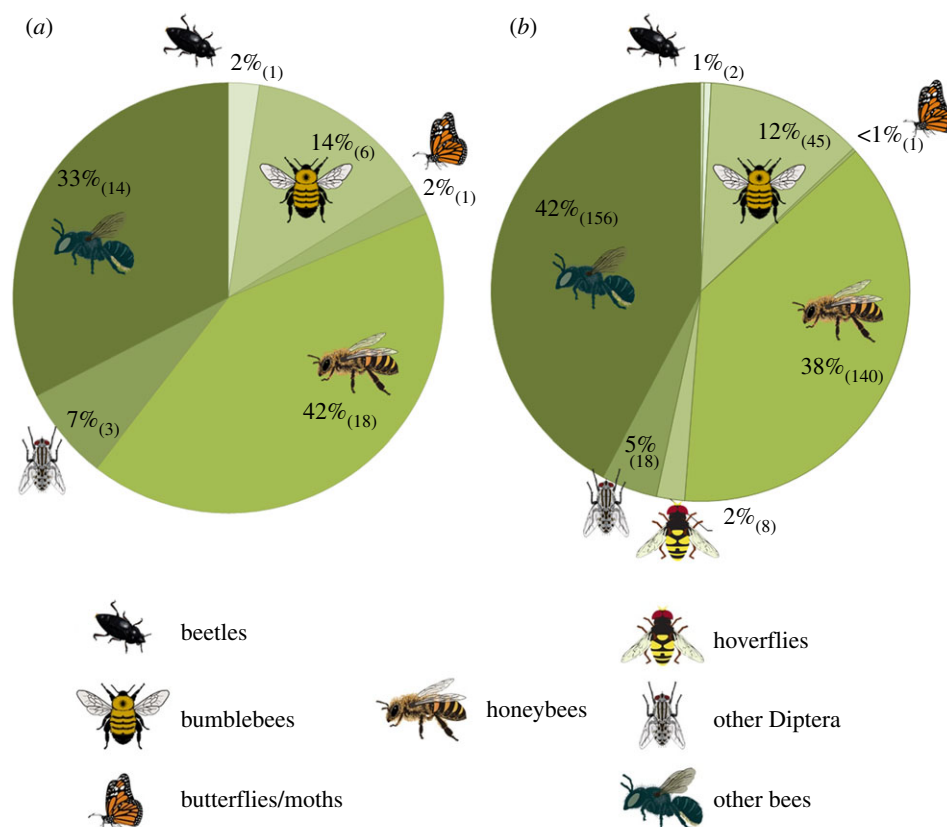 (a)
(b)
2%(1)
14%(6)
2%(1)
33%(14)
42%(18)
7%(3)
1%(2)
12%(45)
<1%(1)
42%(156)
38%(140)
5%
(18)
2%(8)
beetles
bumblebees
butterflies/moths
honeybees
hoverflies
other Diptera
other bees